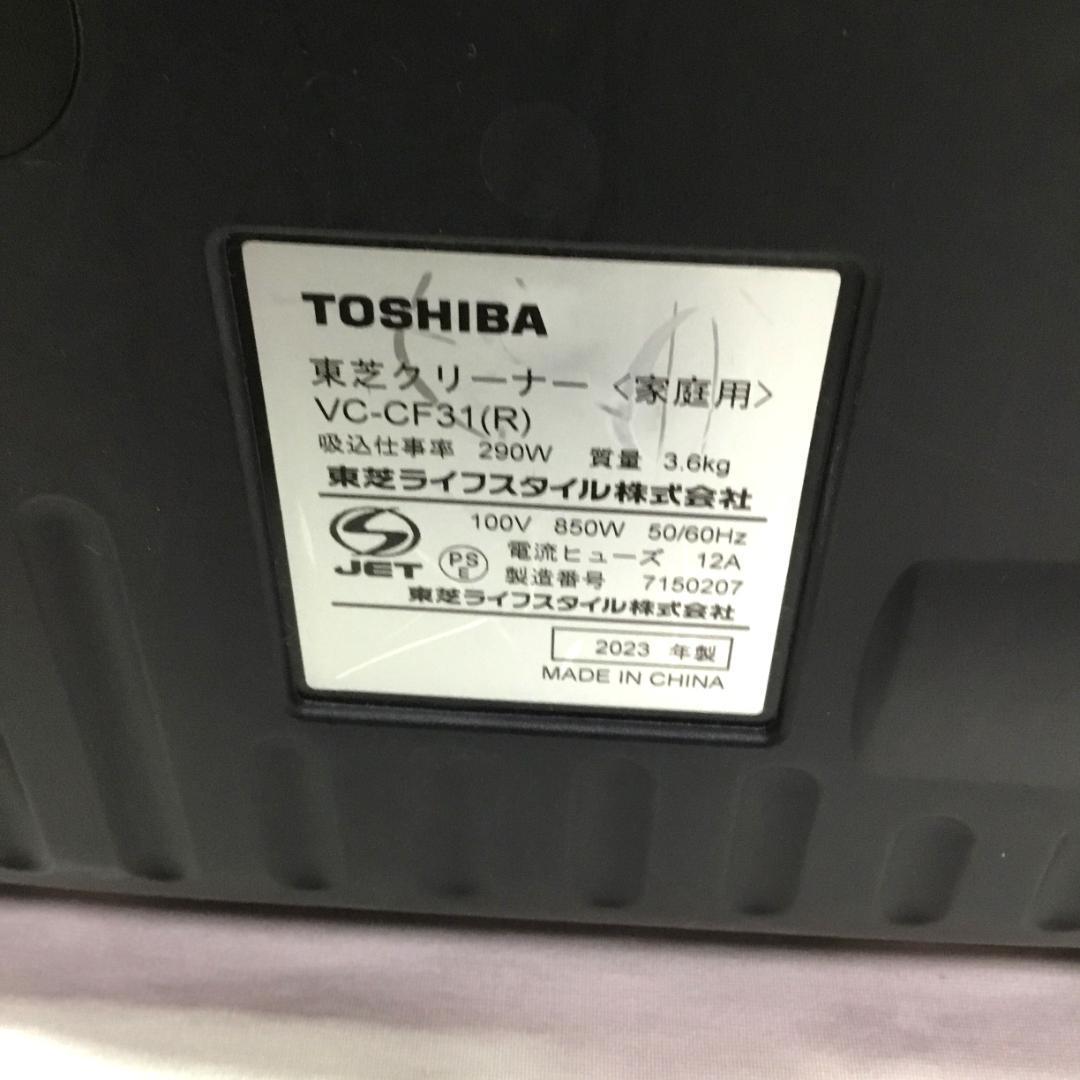 TOSHIBA
東芝クリーナー <家庭用>
VC-CF31(R)
吸込仕事率 290W 質量 3.6kg
東芝ライフスタイル株式会社
100V 850W 50/60Hz
電流ヒューズ 12A
JET PSE 製造番号 7150207
東芝ライフスタイル株式会社
2023 年製
MADE IN CHINA